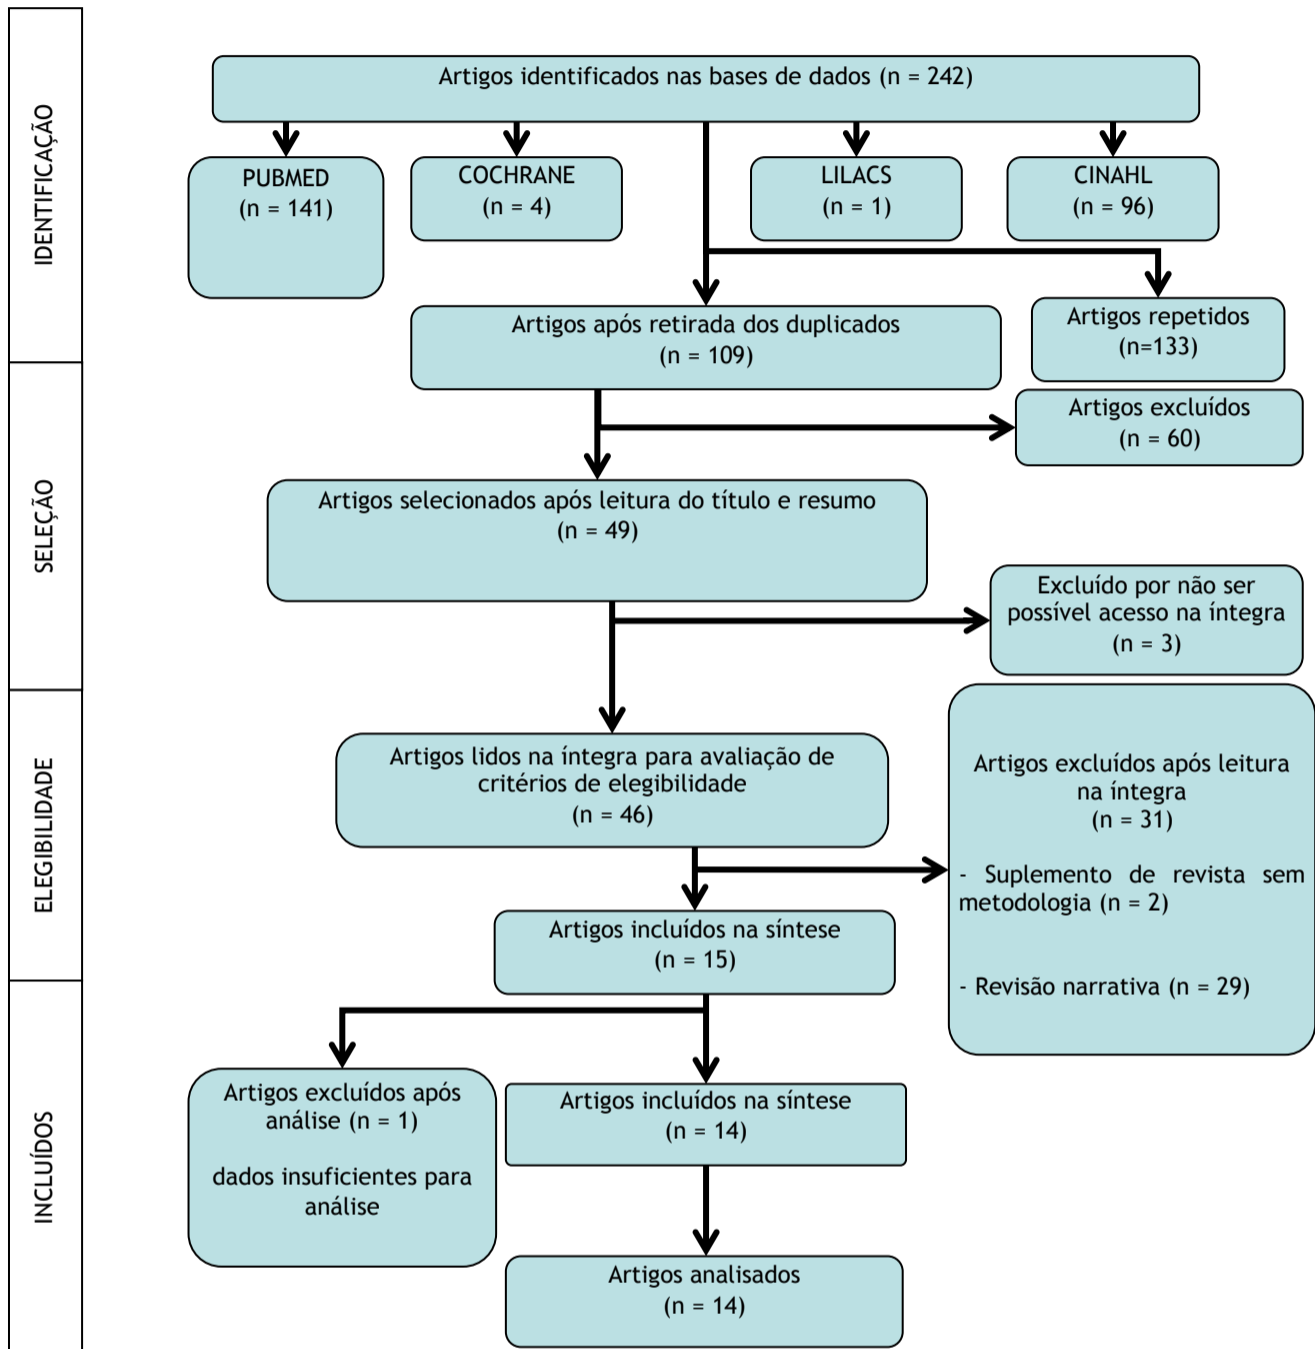 IDENTIFICAÇÃO
Artigos identificados nas bases de dados (n = 242)
PUBMED
(n = 141)
COCHRANE
(n = 4)
LILACS
(n = 1)
CINAHL
(n = 96)
Artigos após retirada dos duplicados
(n = 109)
Artigos repetidos
(n=133)
SELEÇÃO
Artigos excluídos
(n = 60)
Artigos selecionados após leitura do título e resumo
(n = 49)
Excluído por não ser
possível acesso na íntegra
(n = 3)
ELEGIBILIDADE
Artigos lidos na íntegra para avaliação de
critérios de elegibilidade
(n = 46)
Artigos excluídos após leitura
na íntegra
(n = 31)
- Suplemento de revista sem
metodologia (n = 2)
- Revisão narrativa (n = 29)
Artigos incluídos na síntese
(n = 15)
INCLUÍDOS
Artigos excluídos após
análise (n = 1)
dados insuficientes para
análise
Artigos incluídos na síntese
(n = 14)
Artigos analisados
(n = 14)